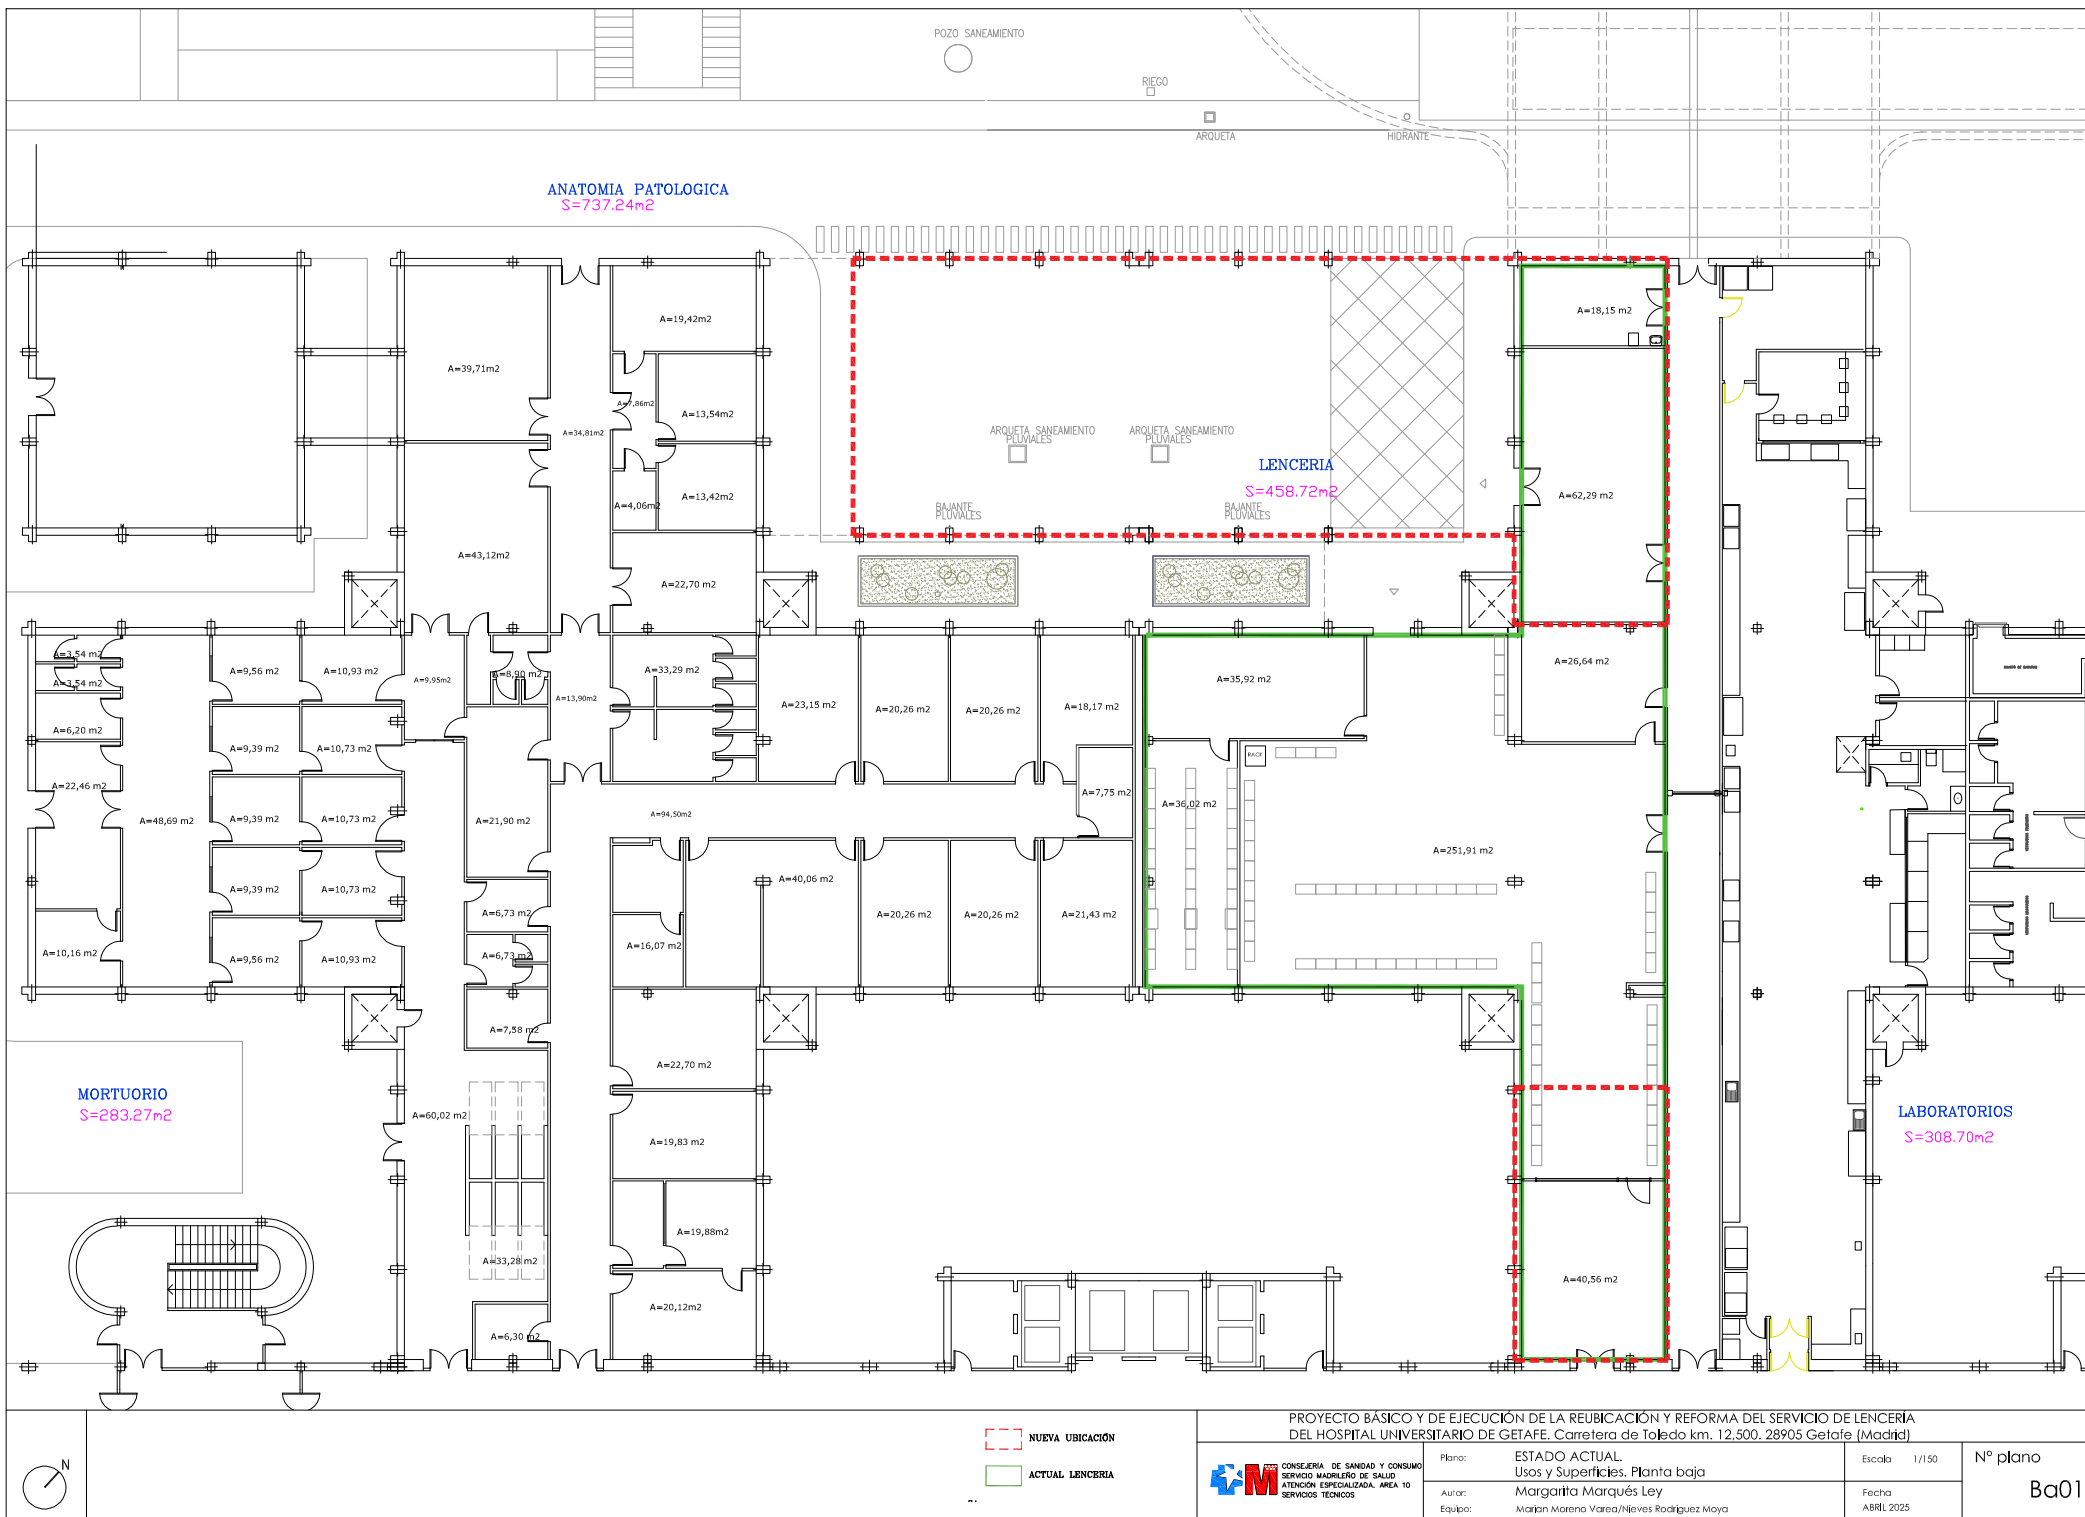 POZO SANEAMIENTO
RIEGO
ARQUETA
HIDRANTE
ANATOMIA PATOLOGICA
S=737.24m2
A=19,42m2
A=18,15 m2
A=39,71m2
A=7,86m2
A=13,54m2
A=34,81m2
ARQUETA SANEAMIENTO
PLUVIALES
ARQUETA SANEAMIENTO
PLUVIALES
LENCERIA
S=458.72m2
A=13,42m2
A=4,06m2
A=62,29 m2
BAJANTE
PLUVIALES
BAJANTE
PLUVIALES
A=43,12m2
A=22,70 m2
A=3,54 m2
A=3,54 m2
A=9,56 m2
A=10,93 m2
A=9,95m2
A=8,90 m2
A=13,90m2
A=33,29 m2
A=23,15 m2
A=20,26 m2
A=20,26 m2
A=18,17 m2
A=35,92 m2
A=26,64 m2
A=6,20 m2
A=9,39 m2
A=10,73 m2
RACK
A=22,46 m2
A=7,75 m2
A=36,02 m2
A=48,69 m2
A=9,39 m2
A=10,73 m2
A=21,90 m2
A=94,50m2
A=251,91 m2
A=9,39 m2
A=10,73 m2
A=40,06 m2
A=6,73 m2
A=20,26 m2
A=20,26 m2
A=21,43 m2
A=10,16 m2
A=9,56 m2
A=10,93 m2
A=6,73 m2
A=16,07 m2
A=7,58 m2
A=22,70 m2
MORTUORIO
S=283.27m2
A=60,02 m2
A=19,83 m2
LABORATORIOS
S=308.70m2
A=19,88m2
A=33,28 m2
A=40,56 m2
A=20,12m2
A=6,30 m2
N
NUEVA UBICACIÓN
ACTUAL LENCERIA
PROYECTO BÁSICO Y DE EJECUCIÓN DE LA REUBICACIÓN Y REFORMA DEL SERVICIO DE LENCERÍA
DEL HOSPITAL UNIVERSITARIO DE GETAFE. Carretera de Toledo km. 12,500. 28905 Getafe (Madrid)
CONSEJERÍA DE SANIDAD Y CONSUMO
SERVICIO MADRILEÑO DE SALUD
ATENCIÓN ESPECIALIZADA. AREA 10
SERVICIOS TÉCNICOS
Plano: ESTADO ACTUAL.
Usos y Superficies. Planta baja
Escala 1/150
Nº plano
Ba01
Autor: Margarita Marqués Ley
Equipo: Marian Moreno Varea/Nieves Rodriguez Moya
Fecha
ABRIL 2025